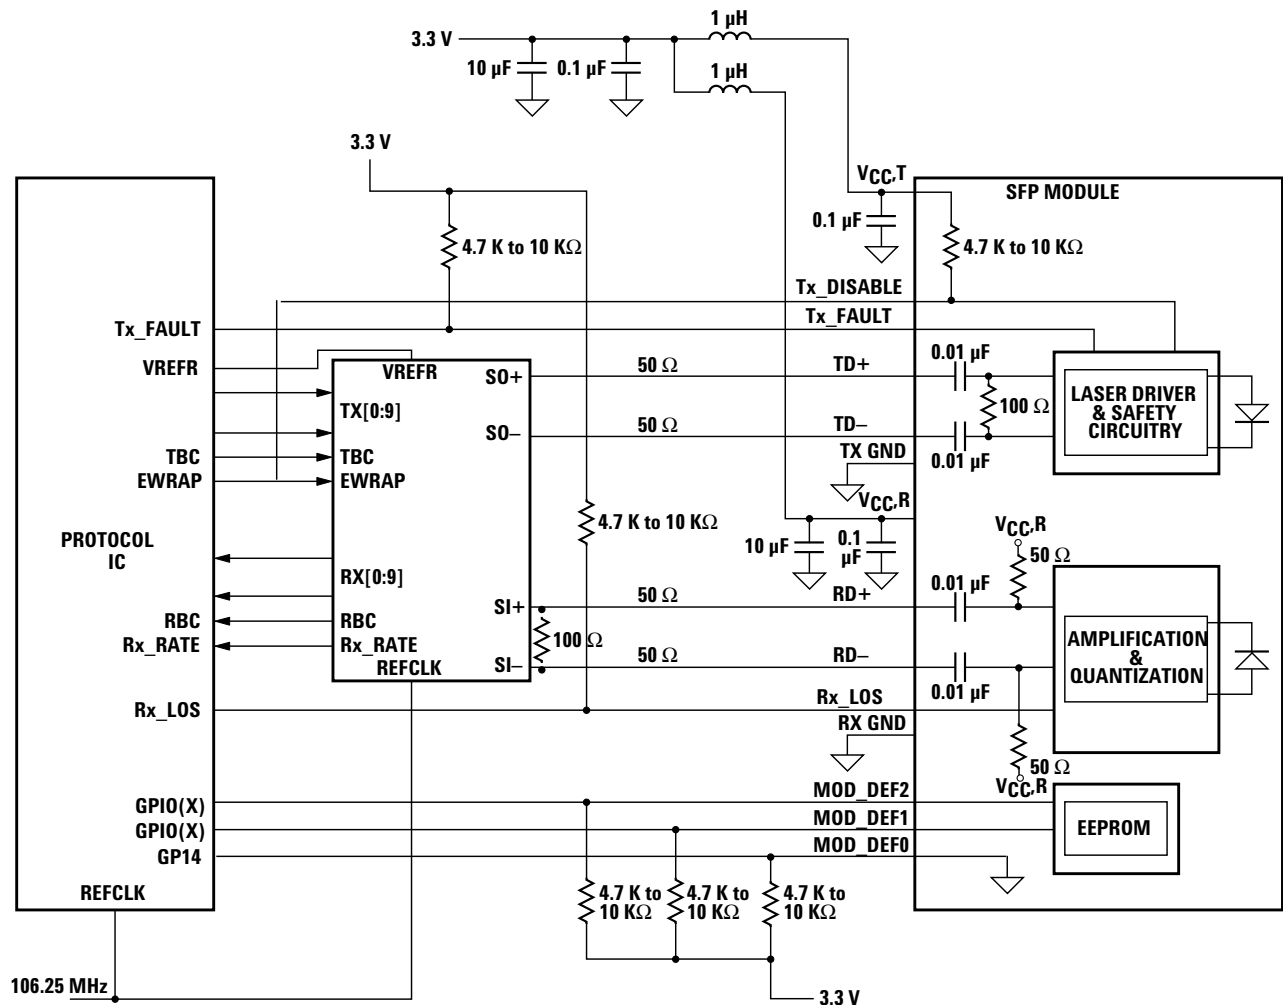 1 µH
3.3 V
10 µF
0.1 µF
1 µH
3.3 V
VCC,T
SFP MODULE
0.1 µF
4.7 K to 10 KΩ
4.7 K to 10 KΩ
Tx_DISABLE
Tx_FAULT
Tx_FAULT
VREFR
VREFR
SO+
50 Ω
TD+
0.01 µF
TX[0:9]
100 Ω
LASER DRIVER
& SAFETY
CIRCUITRY
SO–
50 Ω
TD–
0.01 µF
TBC
TBC
TX GND
EWRAP
EWRAP
VCC,R
4.7 K to 10 KΩ
10 µF
0.1
µF
VCC,R
50 Ω
PROTOCOL
IC
RX[0:9]
0.01 µF
SI+
50 Ω
RD+
RBC
RBC
Rx_RATE
Rx_RATE
100 Ω
AMPLIFICATION
&
QUANTIZATION
SI–
50 Ω
RD–
0.01 µF
REFCLK
Rx_LOS
Rx_LOS
RX GND
50 Ω
VCC,R
GPIO(X)
MOD_DEF2
GPIO(X)
MOD_DEF1
EEPROM
GP14
MOD_DEF0
REFCLK
4.7 K to
10 KΩ
4.7 K to
10 KΩ
4.7 K to
10 KΩ
106.25 MHz
3.3 V